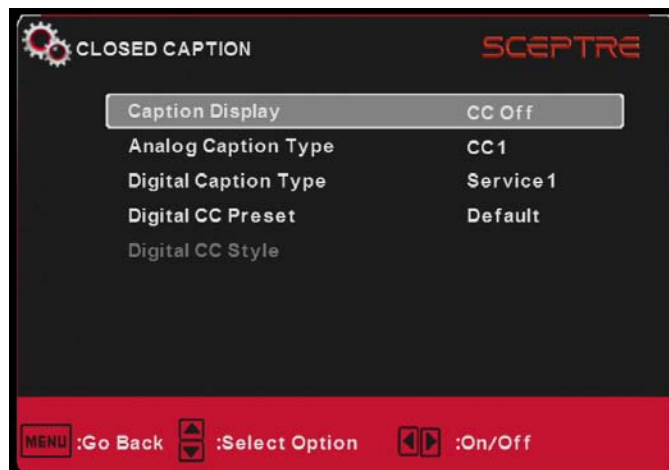 CLOSED CAPTION SCEPTRE
Caption Display CC Off
Analog Caption Type CC1
Digital Caption Type Service1
Digital CC Preset Default
Digital CC Style
MENU :Go Back :Select Option :On/Off